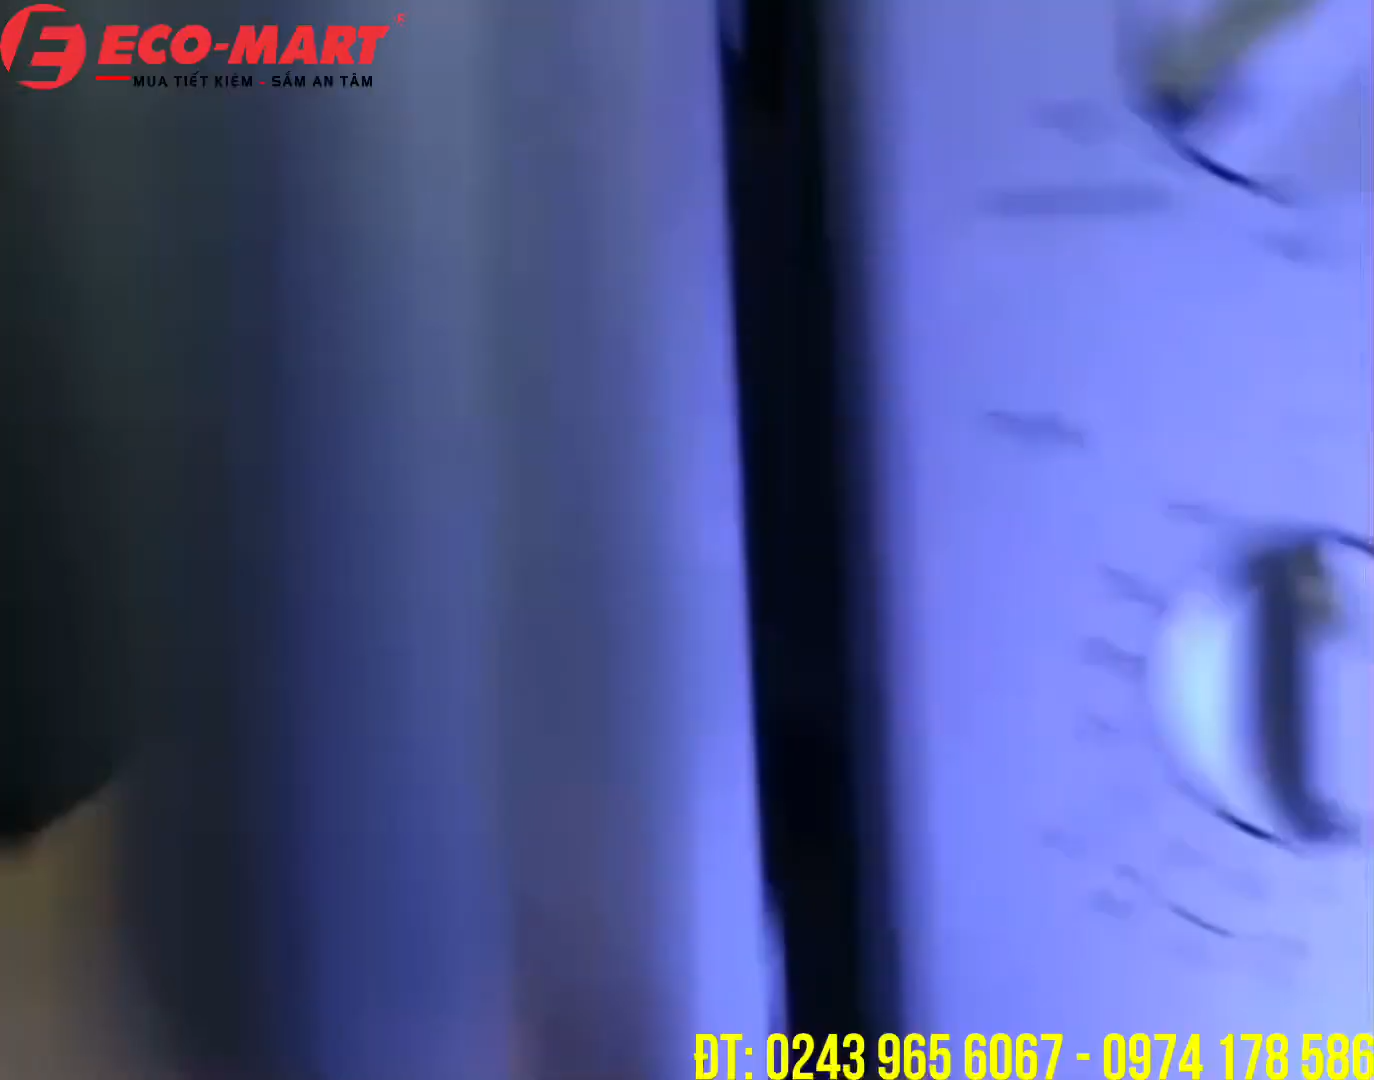 ECO-MART®
MUA TIẾT KIỆM - SẮM AN TÂM
ĐT: 0243 965 6067 - 0974 178 586